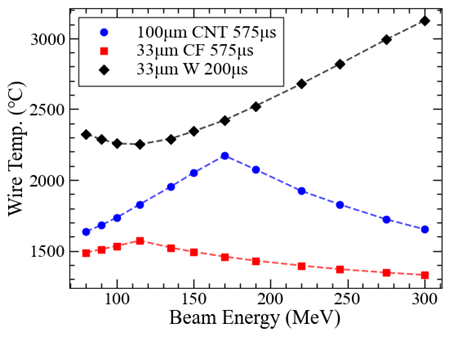 100μm CNT 575μs
33μm CF 575μs
33μm W 200μs
3000
2500
2000
1500
Wire Temp. (°C)
100 150 200 250 300
Beam Energy (MeV)